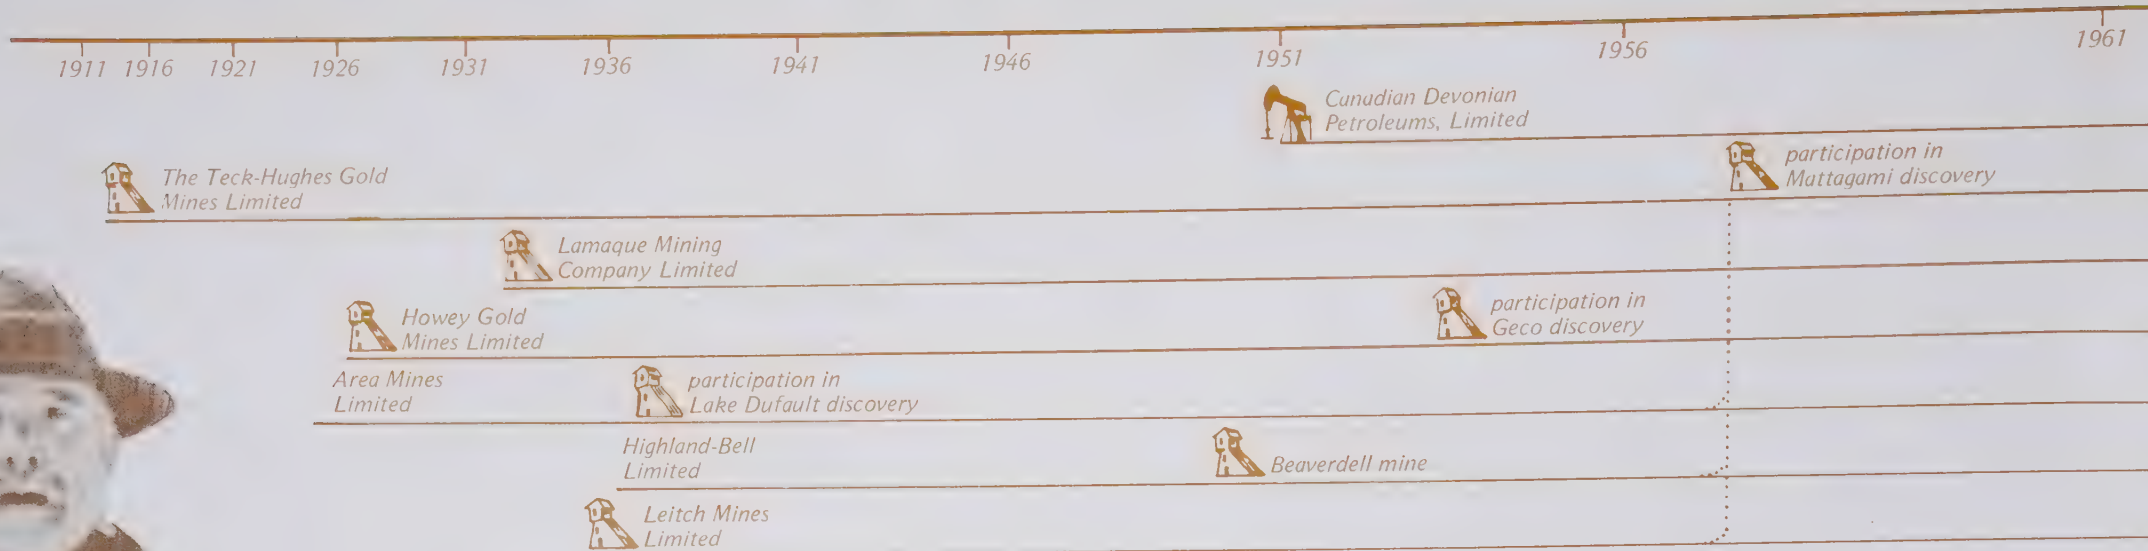 1911 1916 1921 1926 1931 1936 1941 1946 1951 1956 1961
Canadian Devonian
Petroleums, Limited
participation in
Mattagami discovery
The Teck-Hughes Gold
Mines Limited
Lamaque Mining
Company Limited
participation in
Geco discovery
Howey Gold
Mines Limited
Area Mines
Limited
participation in
Lake Dufault discovery
Highland-Bell
Limited
Beaverdell mine
Leitch Mines
Limited